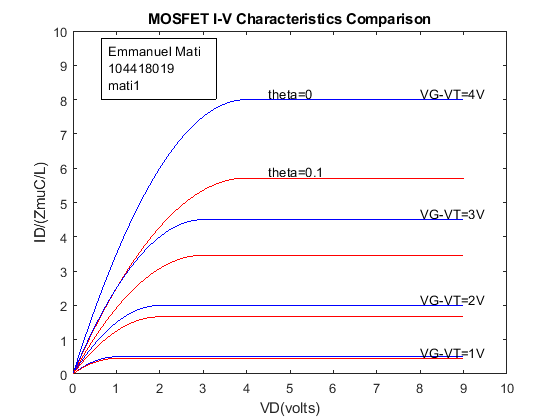 MOSFET I-V Characteristics Comparison
Emmanuel Mati
104418019
mati1
theta=0
VG-VT=4V
theta=0.1
VG-VT=3V
VG-VT=2V
VG-VT=1V
ID/(ZmuC/L)
10
9
8
7
6
5
4
3
2
1
0
0 1 2 3 4 5 6 7 8 9 10
VD(volts)